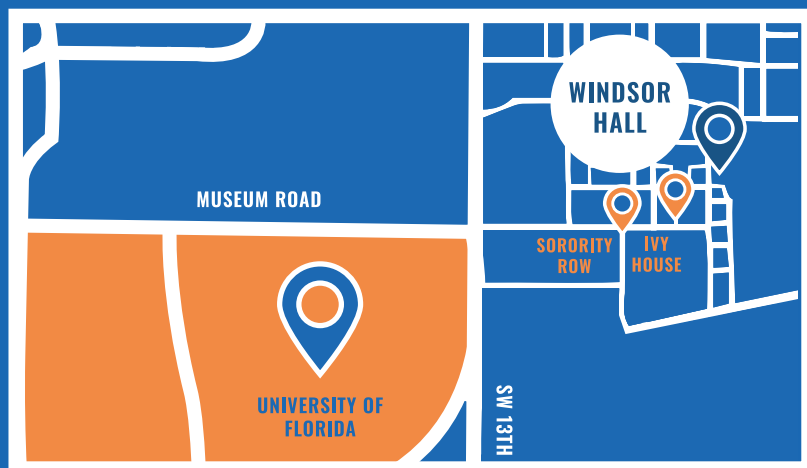 WINDSOR
HALL
MUSEUM ROAD
SORORITY
ROW
IVY
HOUSE
UNIVERSITY OF
FLORIDA
SW 13TH